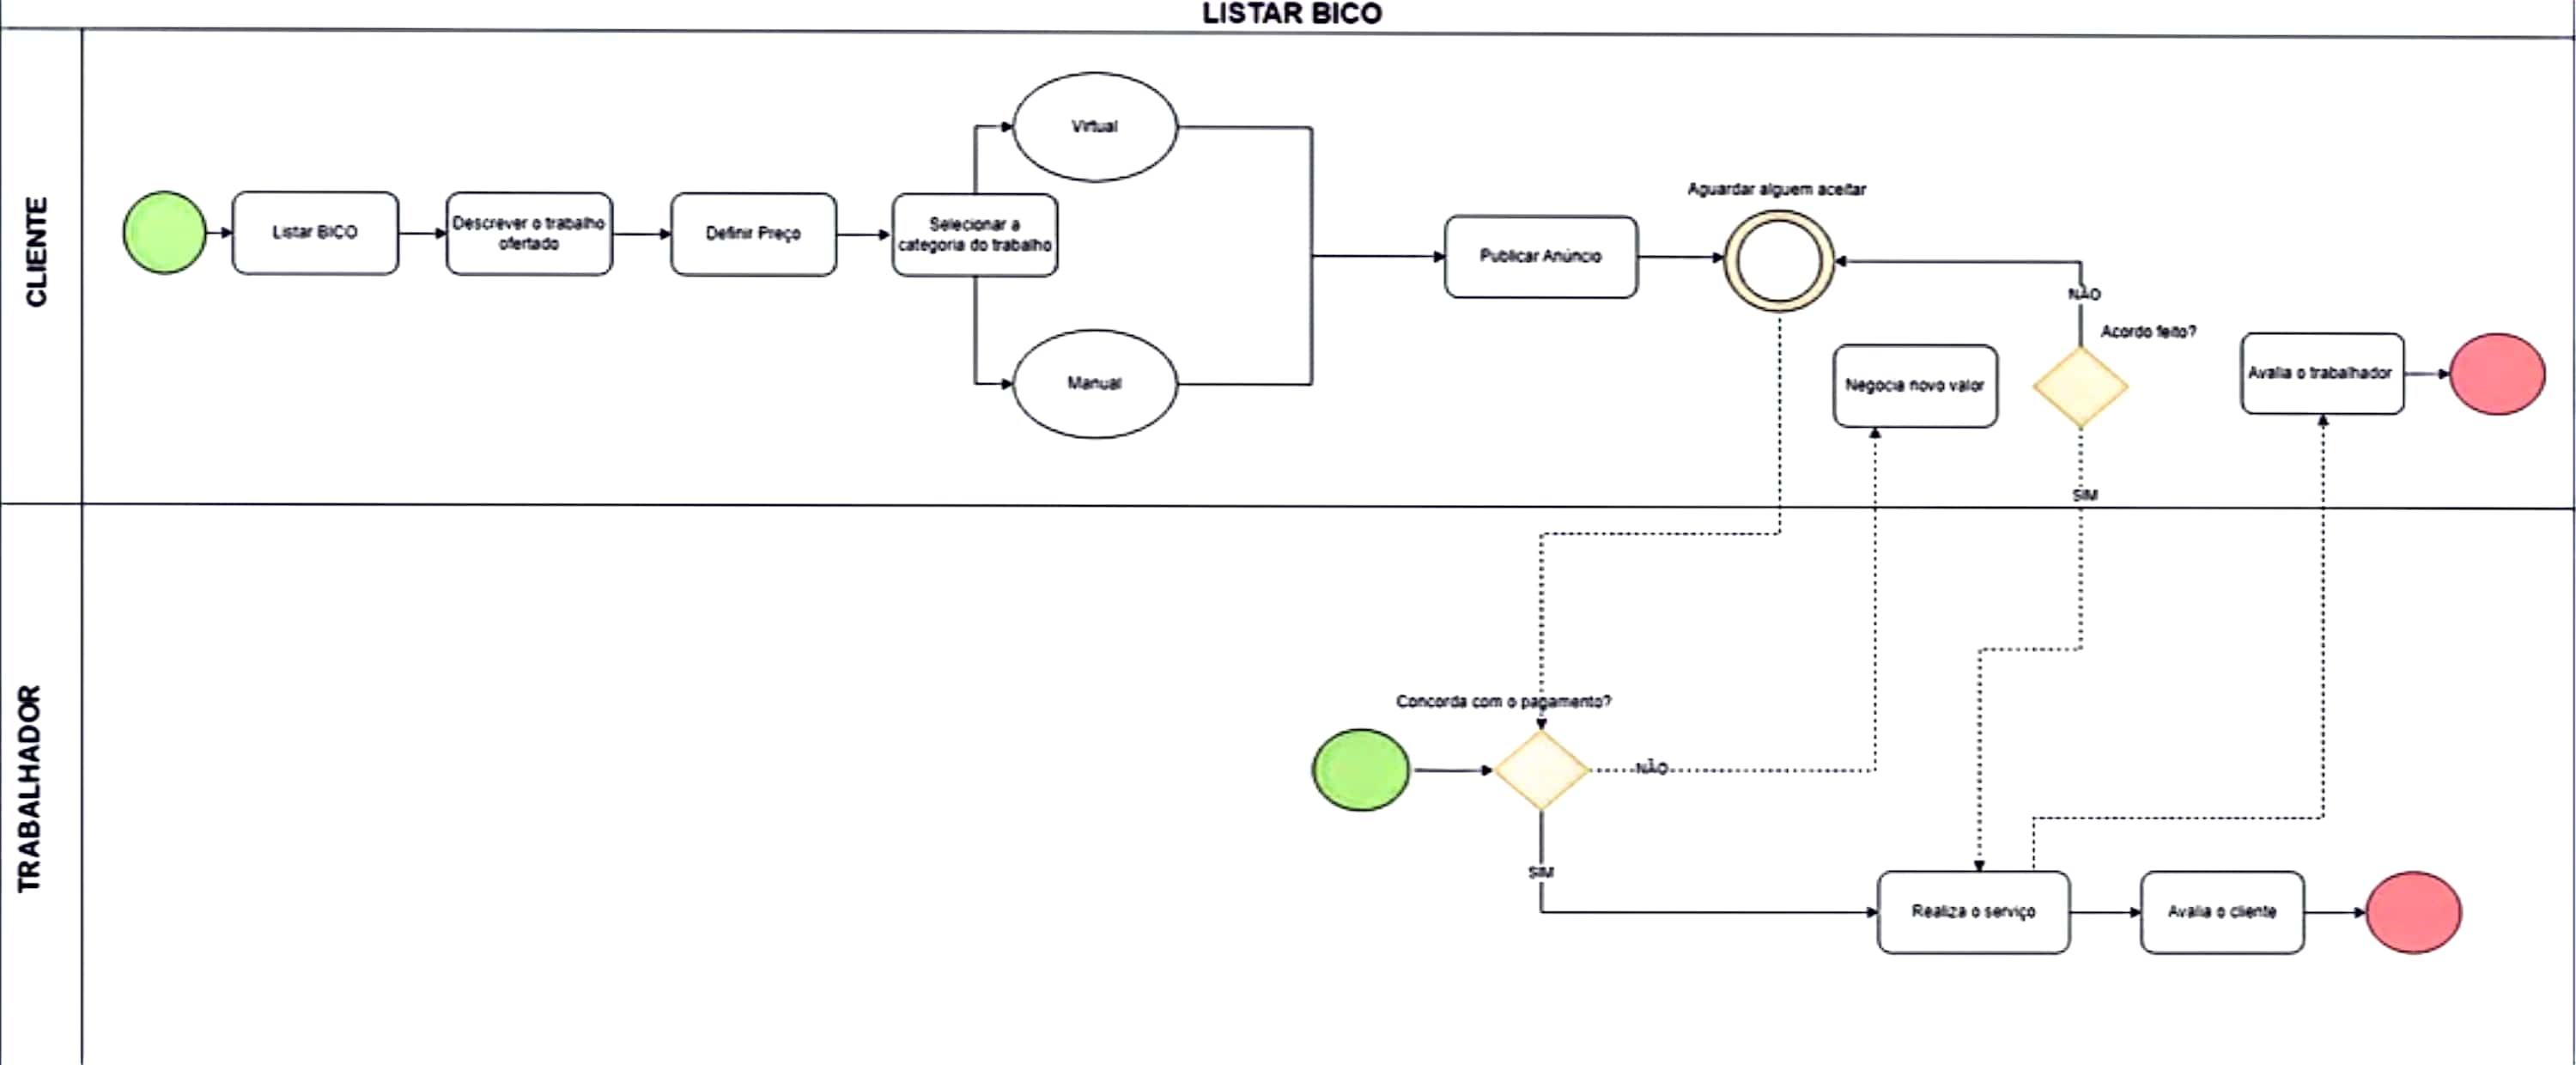 LISTAR BICO
CLIENTE
Virtual
Listar BICO
Descrever o trabalho
ofertado
Definir Preço
Selecionar a
categoria do trabalho
Manual
Publicar Anúncio
Aguardar alguem aceitar
NÃO
Acordo feito?
Negocia novo valor
Avalia o trabalhador
SIM
TRABALHADOR
Concorda com o pagamento?
NÃO
SIM
Realiza o serviço
Avalia o cliente